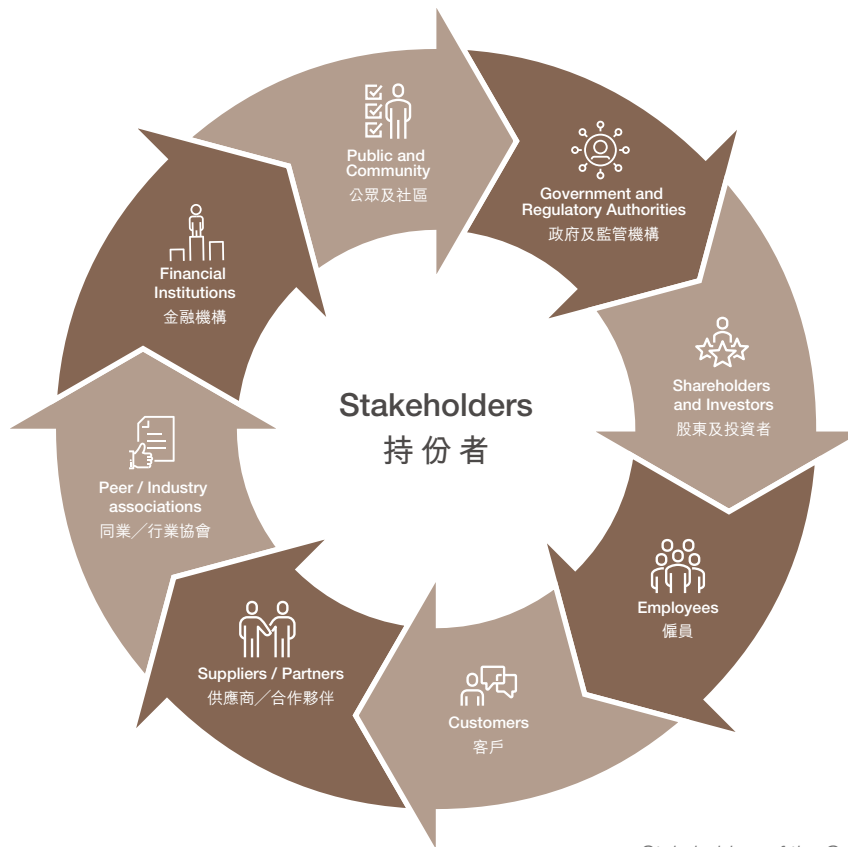 Public and
Community
公眾及社區
Government and
Regulatory Authorities
政府及監管機構
Shareholders
and Investors
股東及投資者
Employees
僱員
Customers
客戶
Suppliers / Partners
供應商／合作夥伴
Peer / Industry
associations
同業／行業協會
Financial
Institutions
金融機構
Stakeholders
持份者